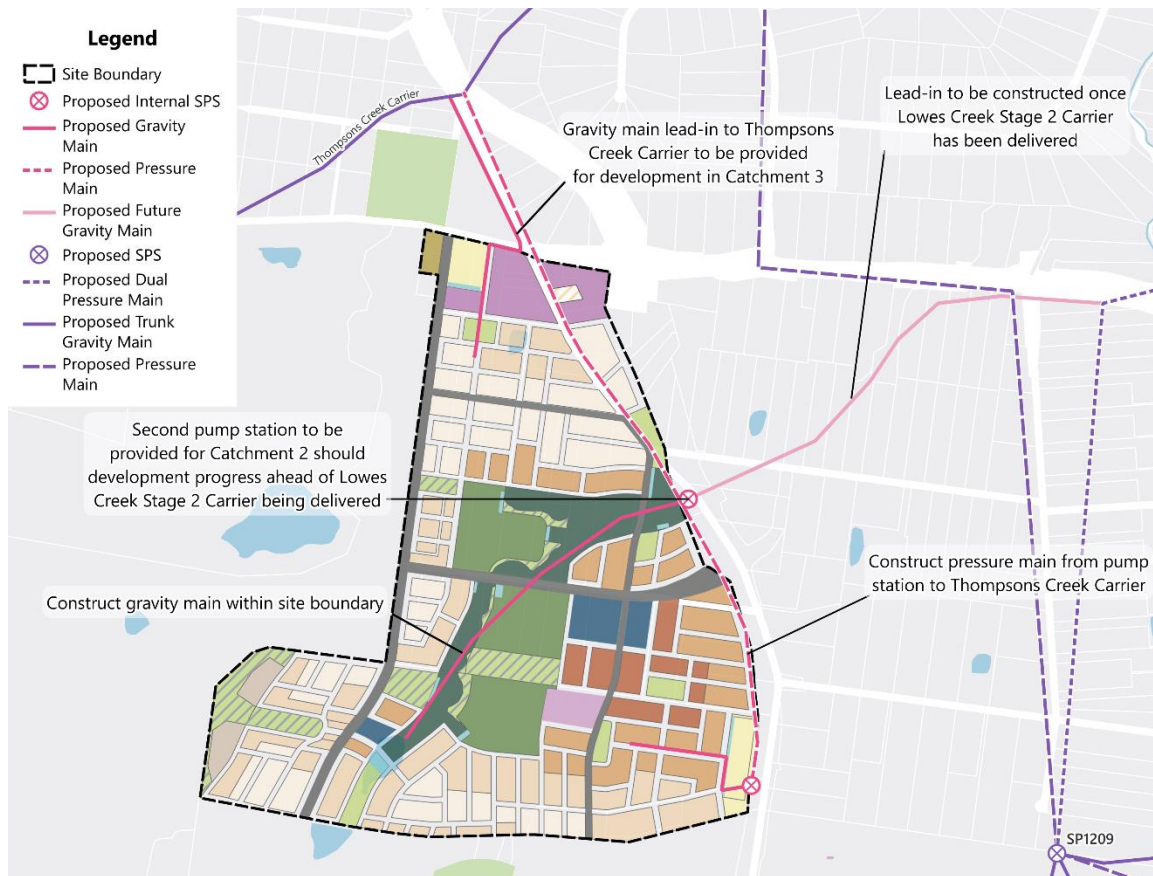 Legend
Site Boundary
Proposed Internal SPS
Proposed Gravity
Main
Proposed Pressure
Main
Proposed Future
Gravity Main
Proposed SPS
Proposed Dual
Pressure Main
Proposed Trunk
Gravity Main
Proposed Pressure
Main
Thompsons Creek Carrier
Gravity main lead-in to Thompsons
Creek Carrier to be provided
for development in Catchment 3
Lead-in to be constructed once
Lowes Creek Stage 2 Carrier
has been delivered
Second pump station to be
provided for Catchment 2 should
development progress ahead of Lowes
Creek Stage 2 Carrier being delivered
Construct gravity main within site boundary
Construct pressure main from pump
station to Thompsons Creek Carrier
SP1209